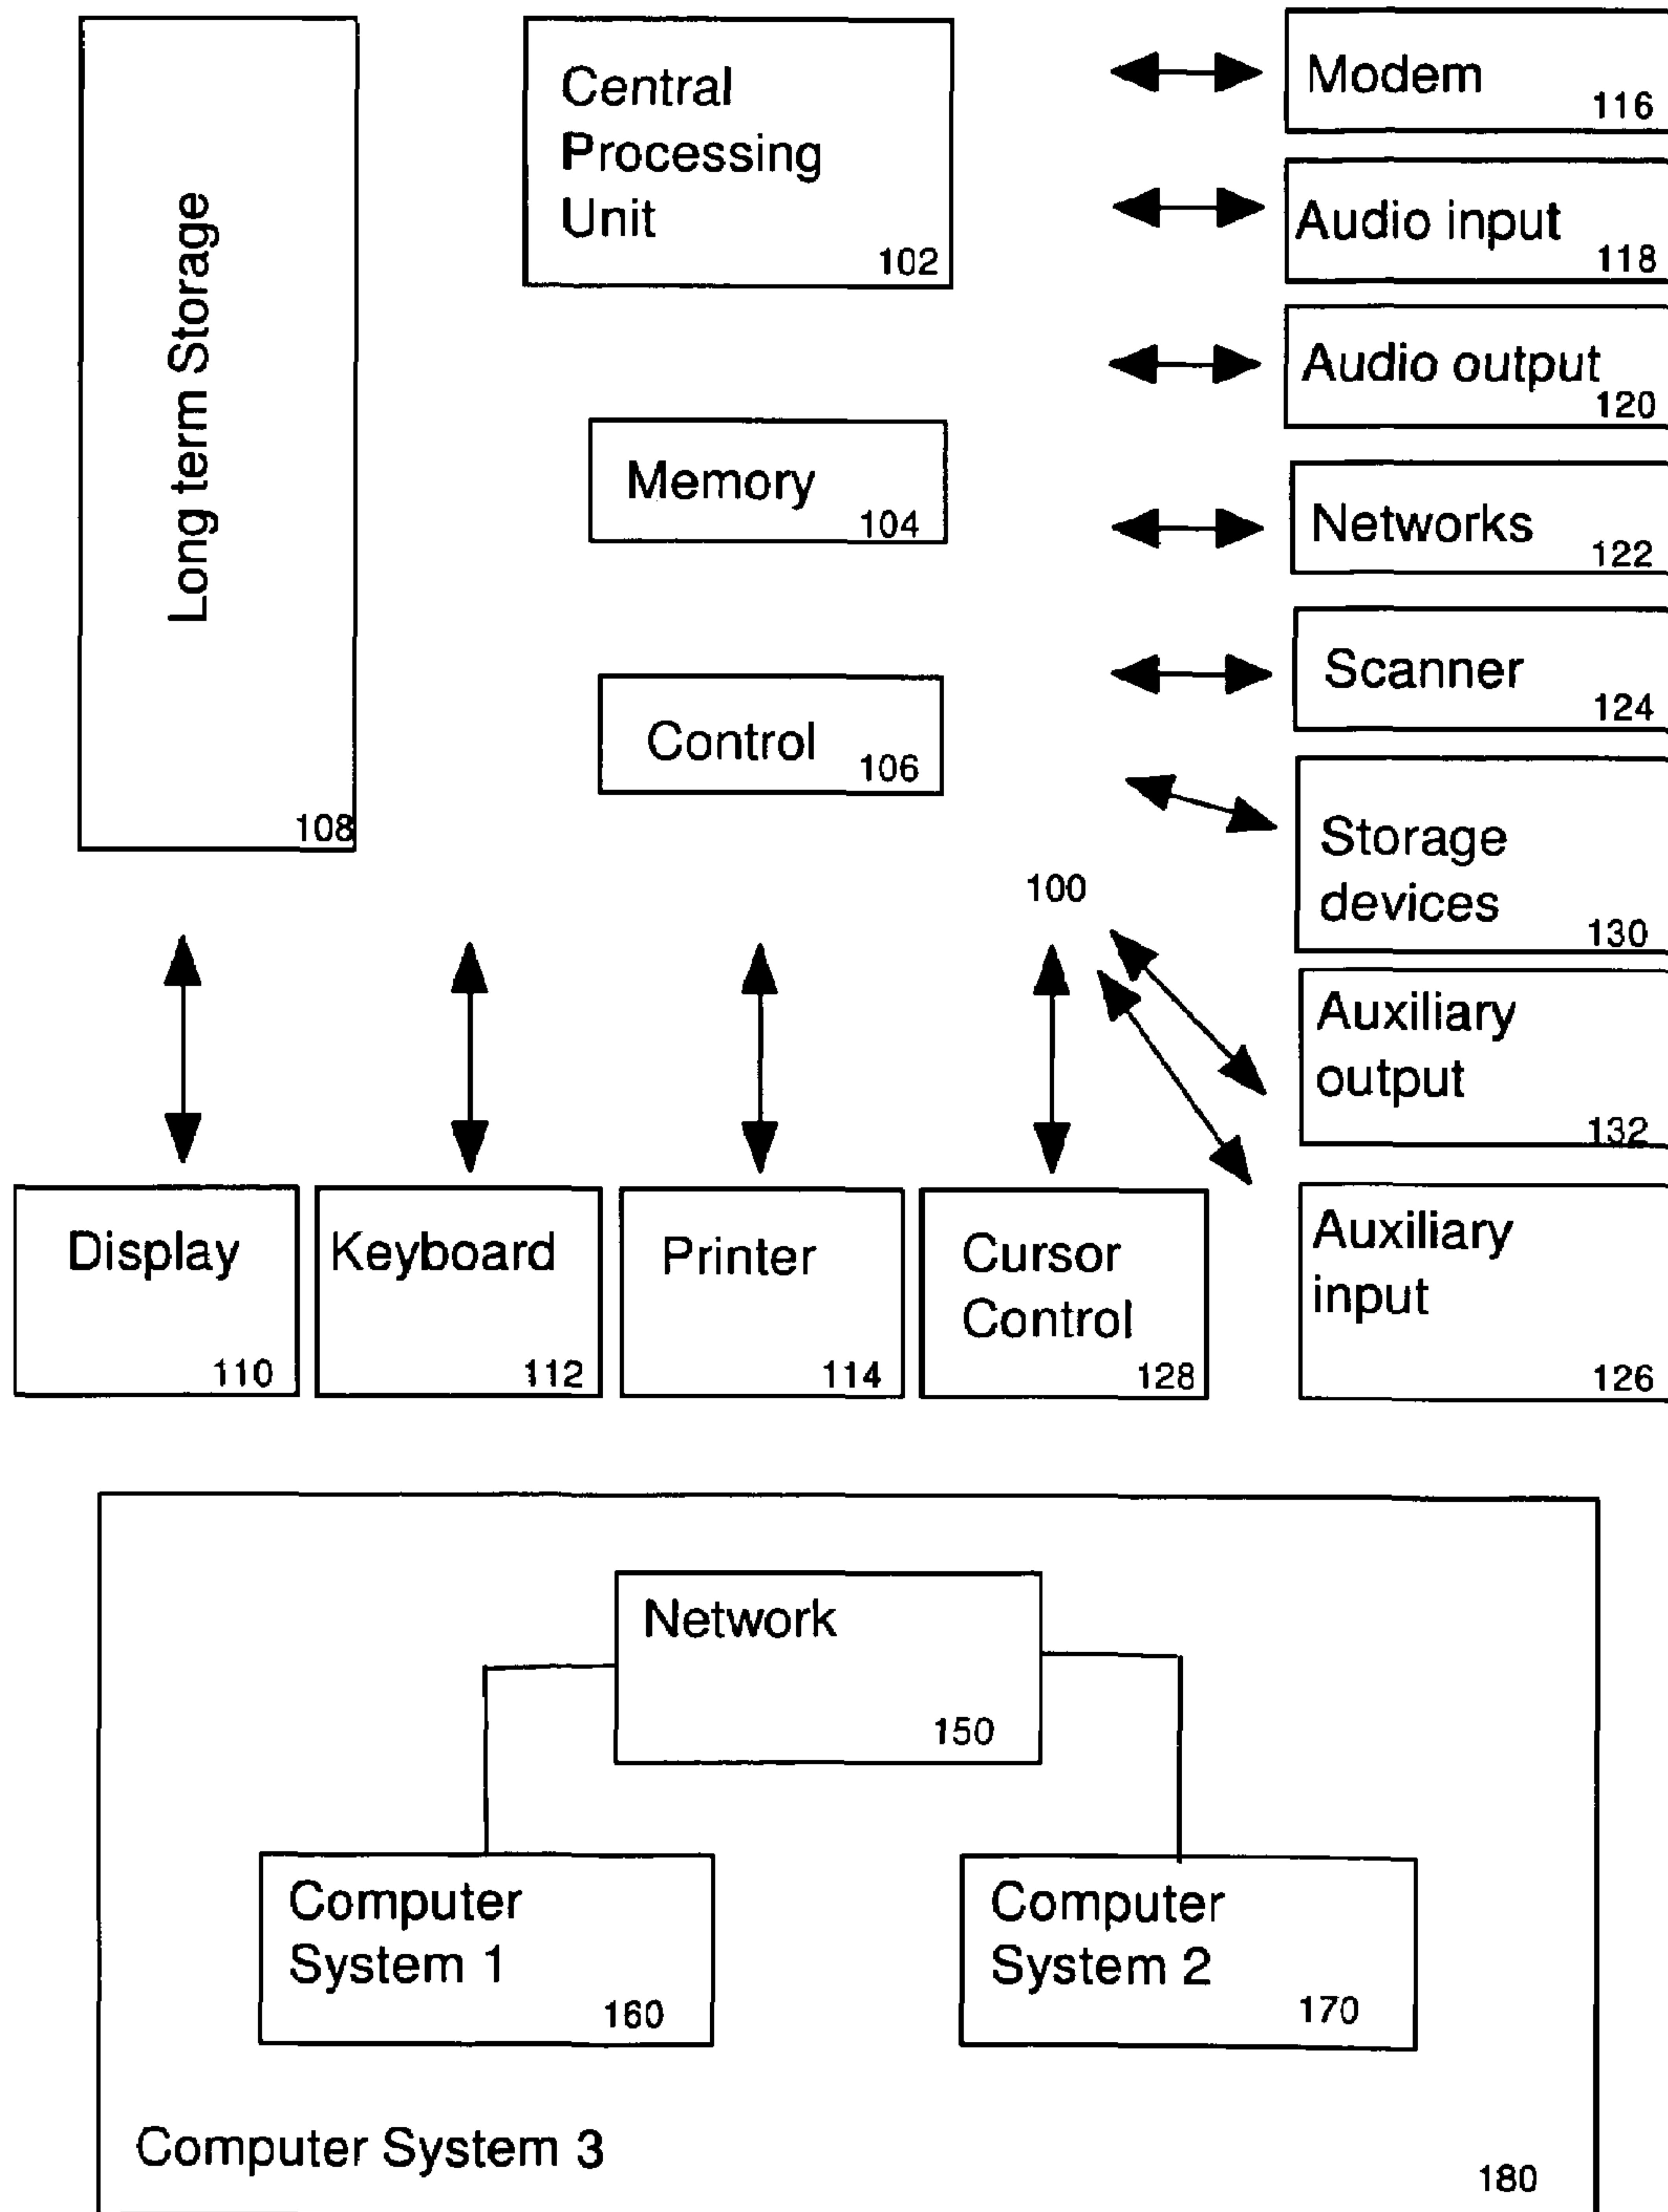 Long term Storage
108
Central
Processing
Unit
102
Memory
104
Control
106
100
Modem
116
Audio input
118
Audio output
120
Networks
122
Scanner
124
Storage
devices
130
Auxiliary
output
132
Auxiliary
input
126
Display
110
Keyboard
112
Printer
114
Cursor
Control
128
Network
150
Computer
System 1
160
Computer
System 2
170
Computer System 3
180